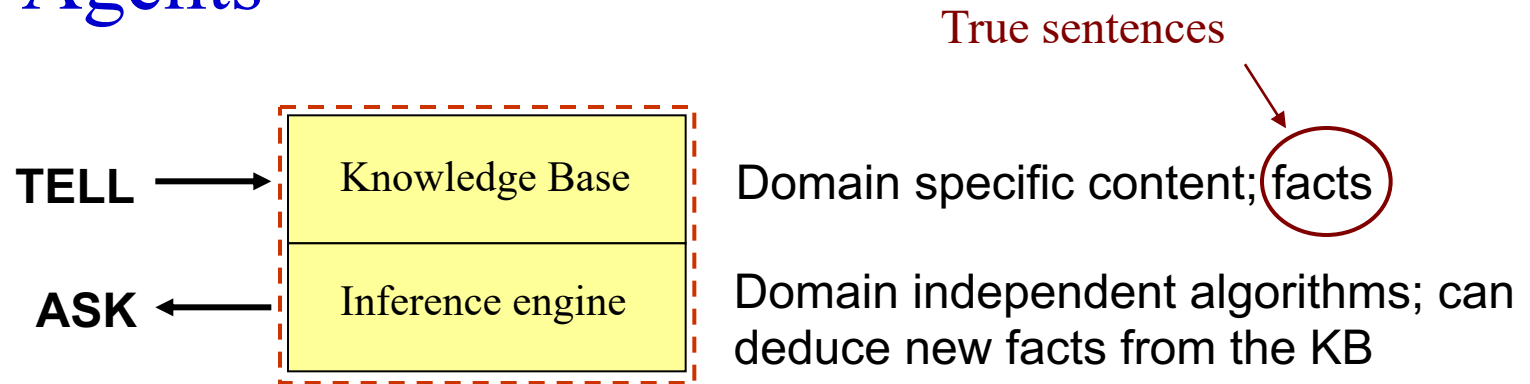 Agents
True sentences
TELL
Knowledge Base
Domain specific content; facts
ASK
Inference engine
Domain independent algorithms; can
deduce new facts from the KB